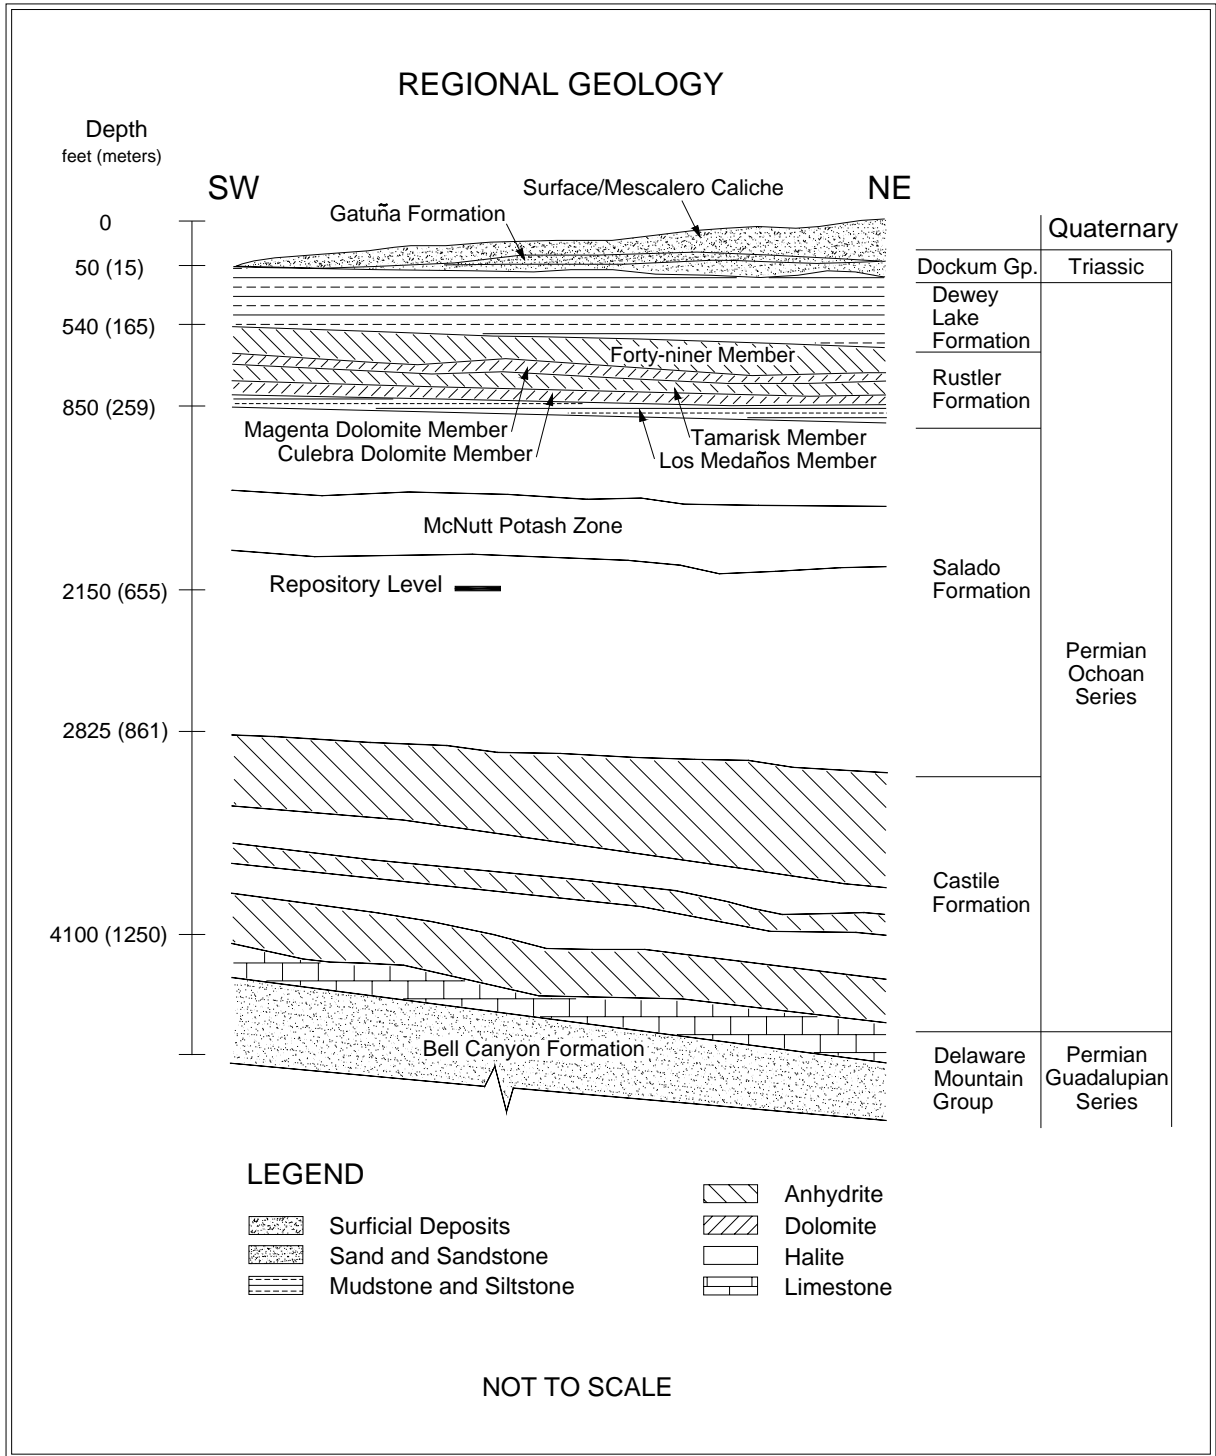 REGIONAL GEOLOGY
Depth
feet (meters)
SW
NE
Surface/Mescalero Caliche
Gatuña Formation
0
50 (15)
540 (165)
850 (259)
2150 (655)
2825 (861)
4100 (1250)
Forty-niner Member
Magenta Dolomite Member
Culebra Dolomite Member
Tamarisk Member
Los Medaños Member
McNutt Potash Zone
Repository Level
Bell Canyon Formation
Quaternary
Dockum Gp.
Triassic
Dewey
Lake
Formation
Rustler
Formation
Salado
Formation
Permian
Ochoan
Series
Castile
Formation
Delaware
Mountain
Group
Permian
Guadalupian
Series
LEGEND
Surficial Deposits
Sand and Sandstone
Mudstone and Siltstone
Anhydrite
Dolomite
Halite
Limestone
NOT TO SCALE